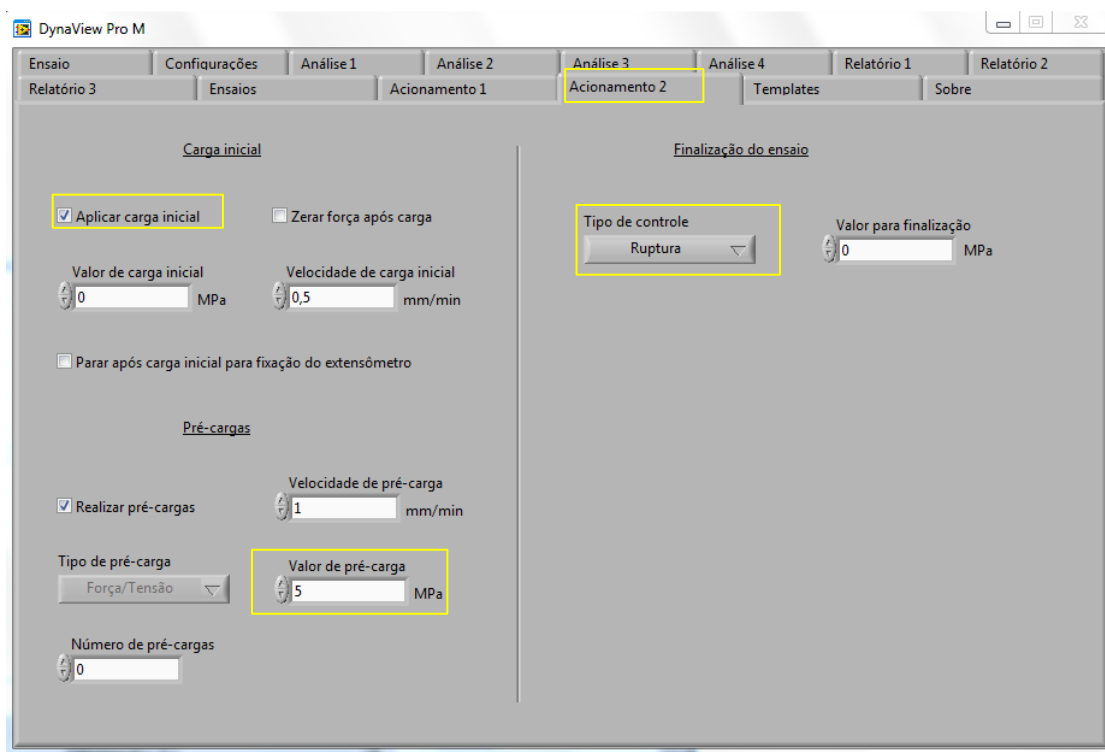 DynaView Pro M
Ensaio Configurações Análise 1 Análise 2 Análise 3 Análise 4 Relatório 1 Relatório 2
Relatório 3 Ensaios Acionamento 1 Acionamento 2 Templates Sobre
Carga inicial
Aplicar carga inicial Zerar força após carga
Valor de carga inicial Velocidade de carga inicial
0 MPa 0,5 mm/min
Parar após carga inicial para fixação do extensômetro
Pré-cargas
Velocidade de pré-carga
Realizar pré-cargas 1 mm/min
Tipo de pré-carga Valor de pré-carga
Força/Tensão 5 MPa
Número de pré-cargas
0
Finalização do ensaio
Tipo de controle Valor para finalização
Ruptura 0 MPa